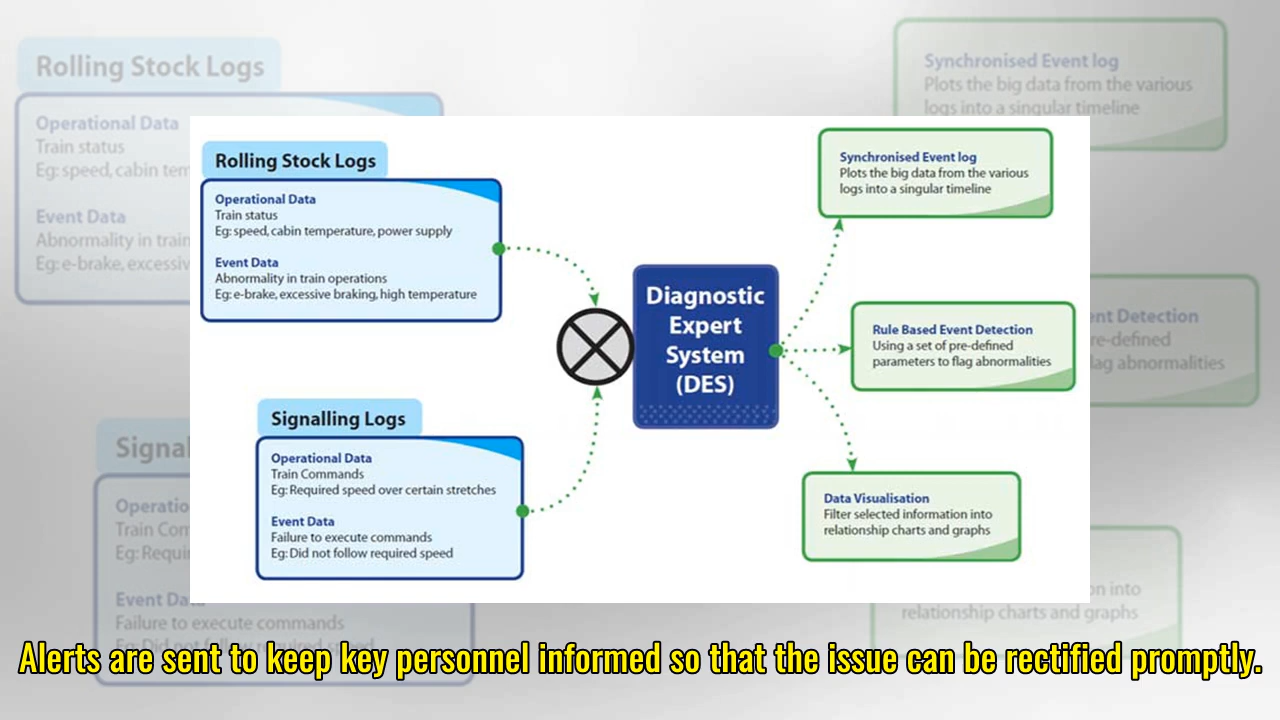 Rolling Stock Logs
Operational Data
Train status
Eg: speed, cabin temperature, power supply
Event Data
Abnormality in train operations
Eg: e-brake, excessive braking, high temperature
Signalling Logs
Operational Data
Train Commands
Eg: Required speed over certain stretches
Event Data
Failure to execute commands
Eg: Did not follow required speed
Diagnostic
Expert
System
(DES)
Synchronised Event log
Plots the big data from the various
logs into a singular timeline
Rule Based Event Detection
Using a set of pre-defined
parameters to flag abnormalities
Data Visualisation
Filter selected information into
relationship charts and graphs
Alerts are sent to keep key personnel informed so that the issue can be rectified promptly.